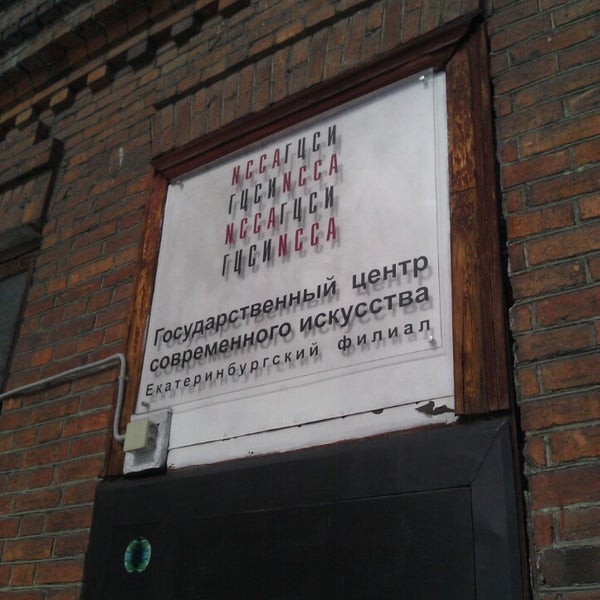 NCCAГЦСИ
ГЦСИNCCA
NCCAГЦСИ
ГЦСИNCCA
Государственный центр
современного искусства
Екатеринбургский филиал